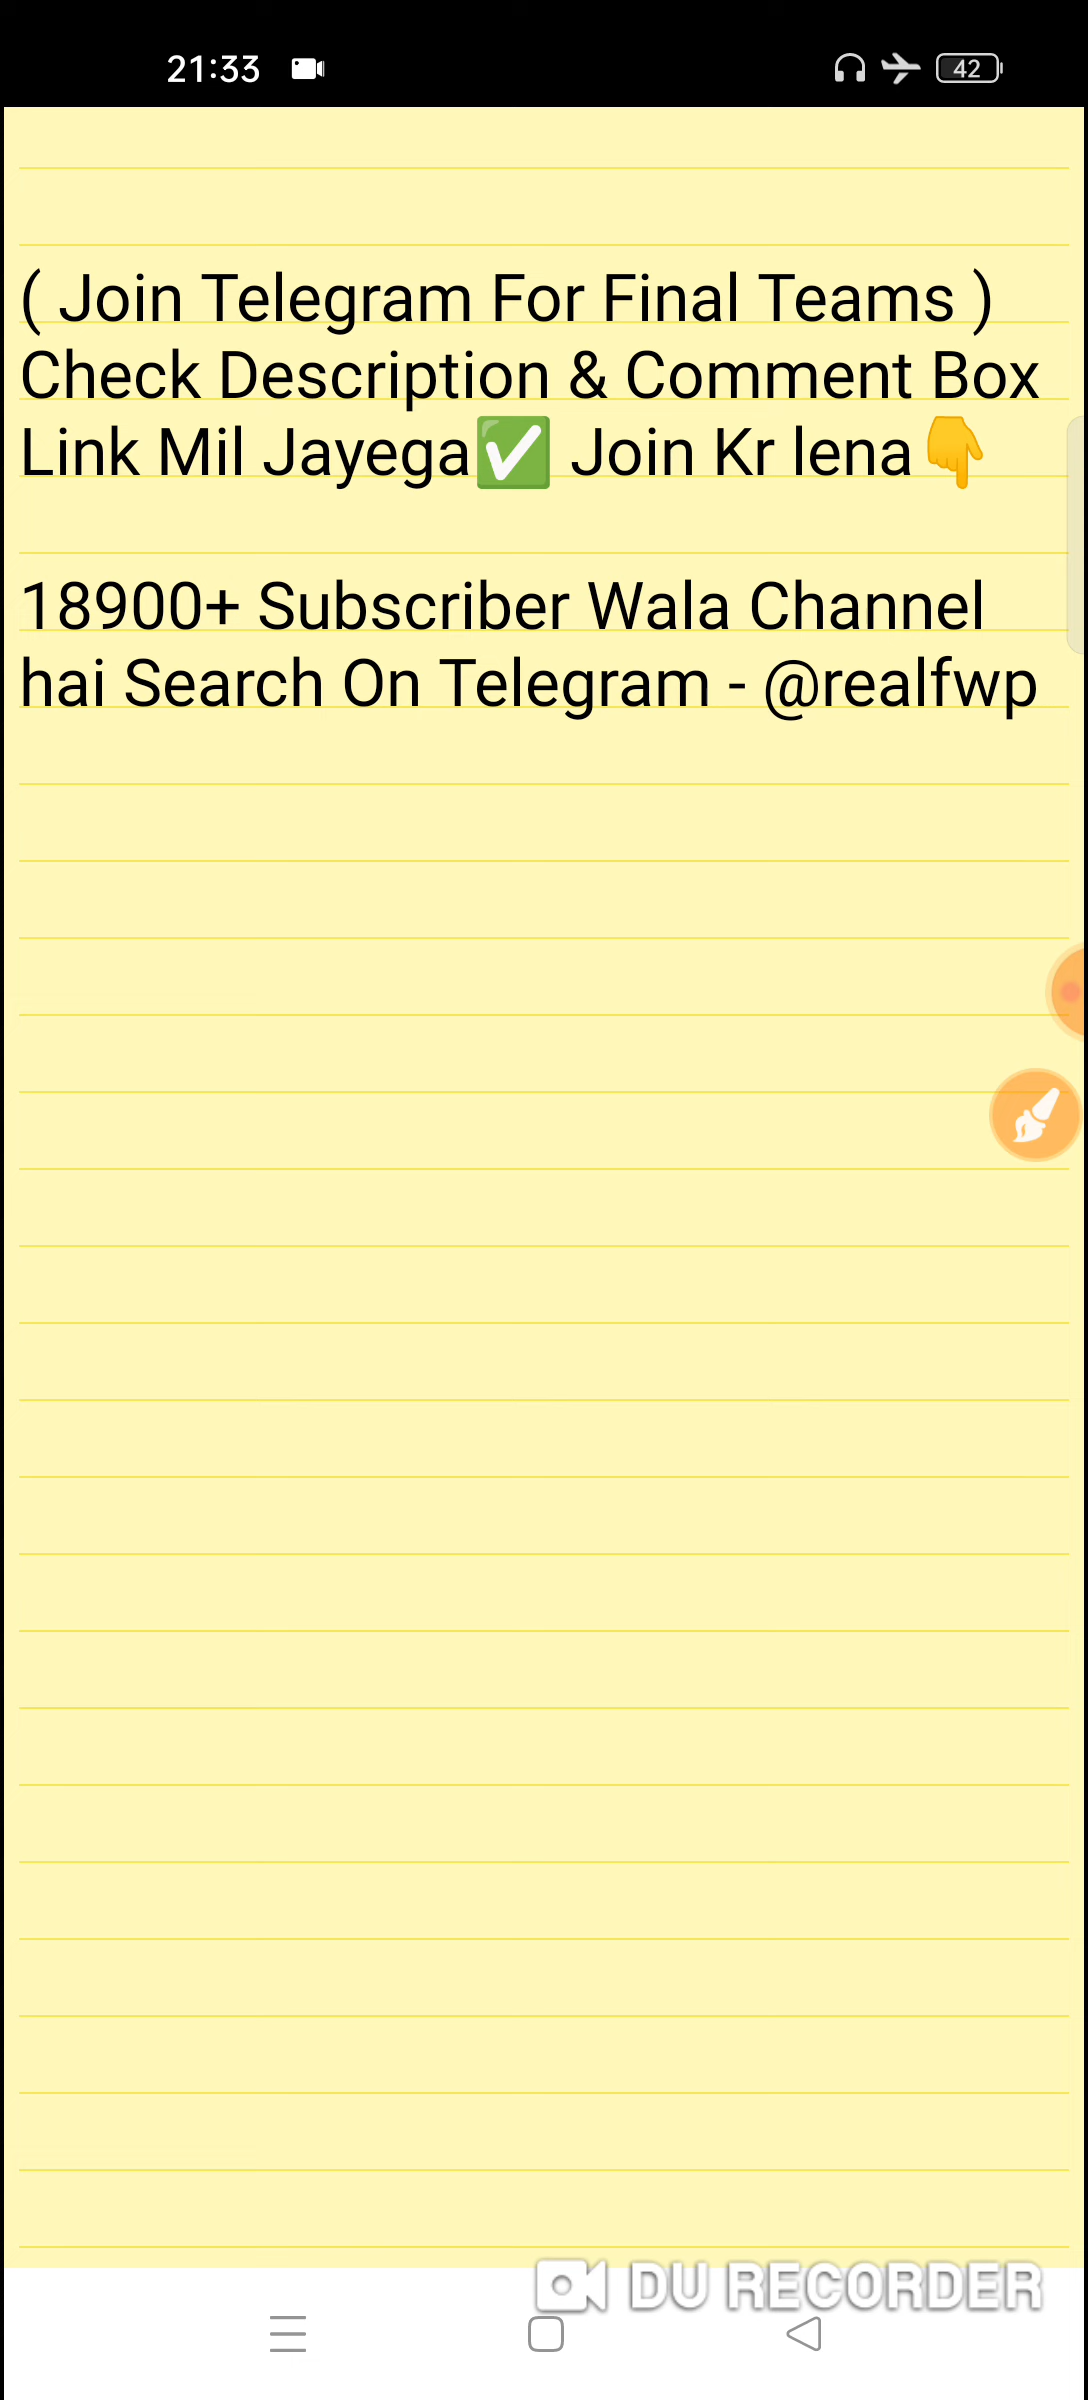 21:33
42
( Join Telegram For Final Teams )
Check Description & Comment Box
Link Mil Jayega✅ Join Kr lena👇
18900+ Subscriber Wala Channel
hai Search On Telegram - @realfwp
DU RECORDER